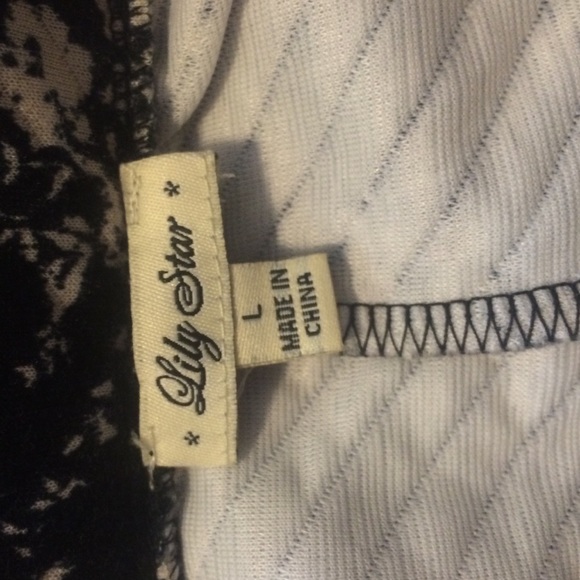 * Lily Star *
L
MADE IN
CHINA